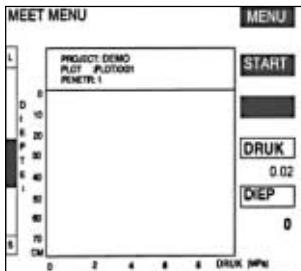 MEET MENU
MENU
L
PROJECT: DEMO
PLOT :PLOT0001
PENETR: 1
START
0
10
20
30
40
50
60
70
CM
DIEPTE
S
DRUK
0.02
DIEP
0
0 2 4 6 8 DRUK (MPa)